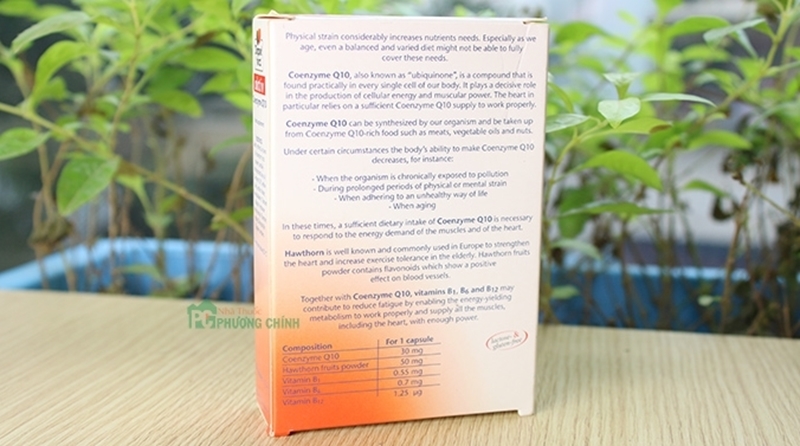 Physical strain considerably increases nutrients needs. Especially as we
age, even a balanced and varied diet might not be able to fully
cover these needs.
Coenzyme Q10, also known as "ubiquinone", is a compound that is
found practically in every single cell of our body. It plays a decisive role
in the production of cellular energy and muscular power. The heart in
particular relies on a sufficient Coenzyme Q10 supply to work properly.
Coenzyme Q10 can be synthesized by our organism and be taken up
from Coenzyme Q10-rich food such as meats, vegetable oils and nuts.
Under certain circumstances the body's ability to make Coenzyme Q10
decreases, for instance:
- When the organism is chronically exposed to pollution
- During prolonged periods of physical or mental strain
- When adhering to an unhealthy way of life
- When aging
In these times, a sufficient dietary intake of Coenzyme Q10 is necessary
to respond to the energy demand of the muscles and of the heart.
Hawthorn is well known and commonly used in Europe to strengthen
the heart and increase exercise tolerance in the elderly. Hawthorn fruits
powder contains flavonoids which show a positive
effect on blood vessels.
Together with Coenzyme Q10, vitamins B1, B6 and B12 may
contribute to reduce fatigue by enabling the energy-yielding
metabolism to work properly and supply all the muscles,
including the heart, with enough power.
Composition For 1 capsule
Coenzyme Q10 30 mg
Hawthorn fruits powder 50 mg
Vitamin B1 0.55 mg
Vitamin B6 0.7 mg
Vitamin B12 1.25 µg
lactose- &
gluten-free
Nhà Thuốc
PG PHƯƠNG CHÍNH